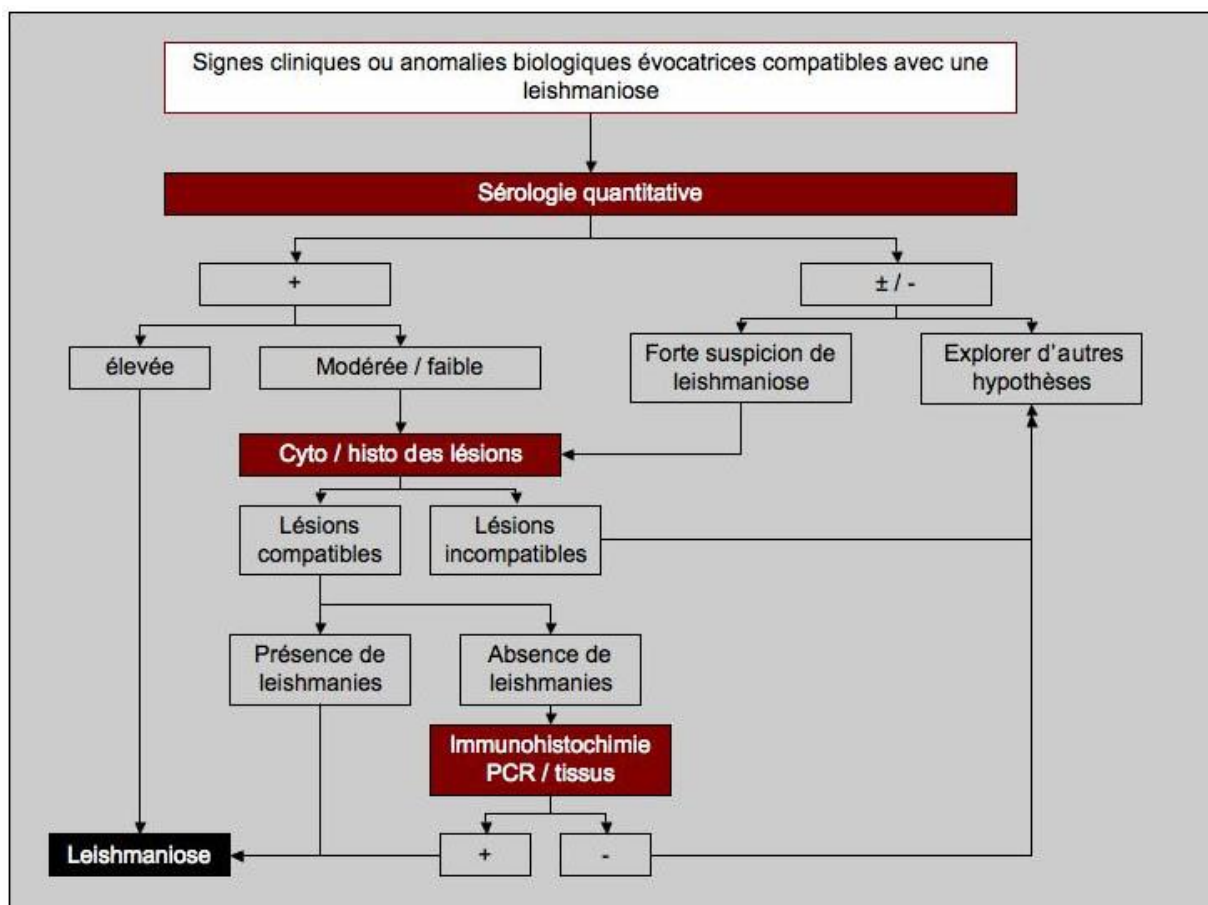 Signes cliniques ou anomalies biologiques évocatrices compatibles avec une
leishmaniose
Sérologie quantitative
+
± / -
élevée
Modérée / faible
Forte suspicion de
leishmaniose
Explorer d'autres
hypothèses
Cyto / histo des lésions
Lésions
compatibles
Lésions
incompatibles
Présence de
leishmanies
Absence de
leishmanies
Immunohistochimie
PCR / tissus
Leishmaniose
+
-